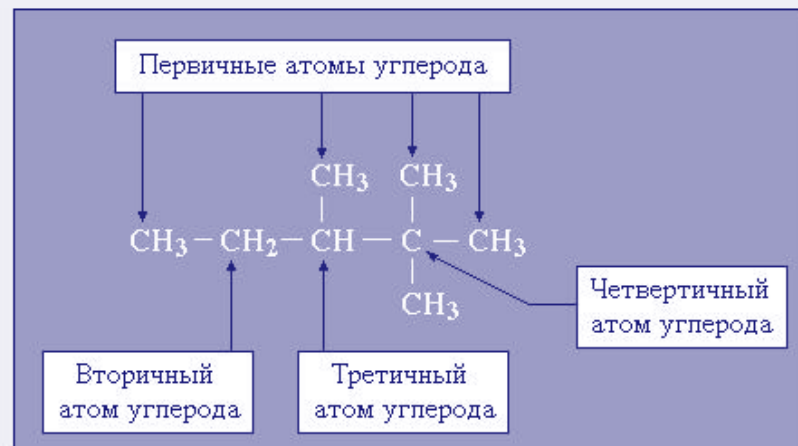 Первичные атомы углерода
CH₃ CH₃
CH₃ – CH₂ – CH – C – CH₃
CH₃
Четвертичный
атом углерода
Вторичный
атом углерода
Третичный
атом углерода